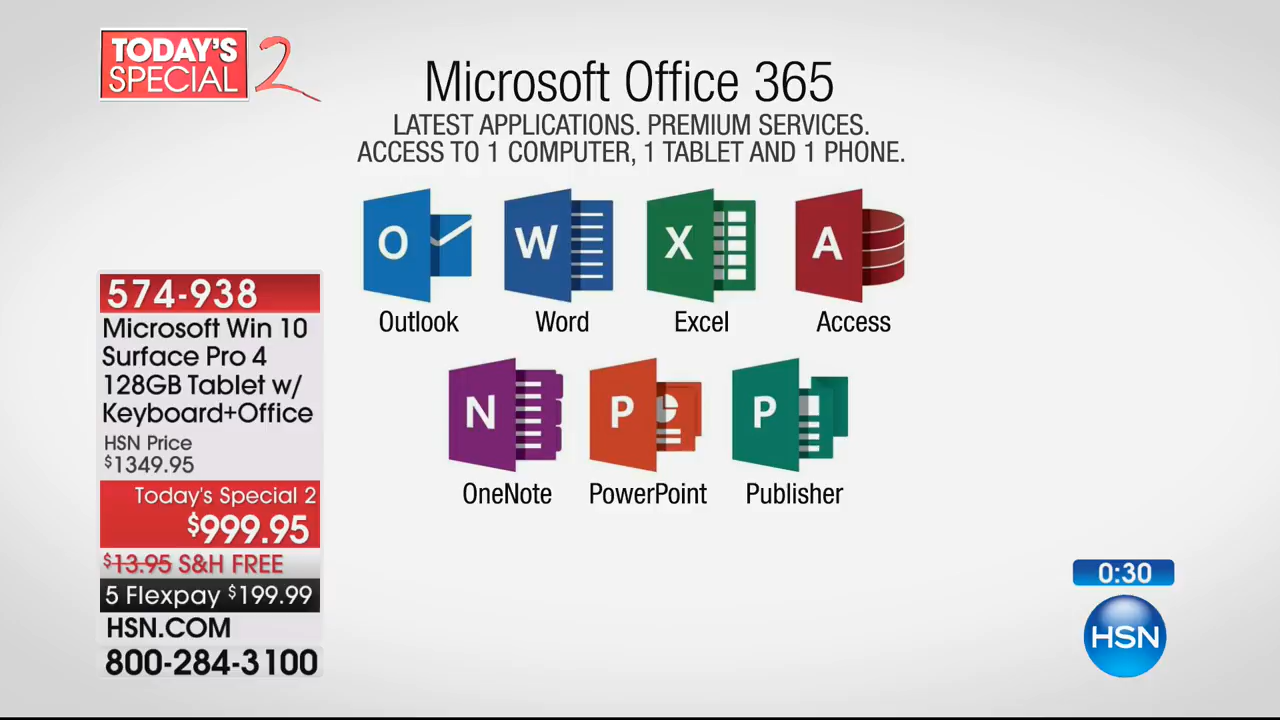 TODAY'S
SPECIAL 2
Microsoft Office 365
LATEST APPLICATIONS. PREMIUM SERVICES.
ACCESS TO 1 COMPUTER, 1 TABLET AND 1 PHONE.
O W X A
Outlook Word Excel Access
N P P
OneNote PowerPoint Publisher
574-938
Microsoft Win 10
Surface Pro 4
128GB Tablet w/
Keyboard+Office
HSN Price
$1349.95
Today's Special 2
$999.95
$13.95 S&H FREE
5 Flexpay $199.99
HSN.COM
800-284-3100
0:30
HSN